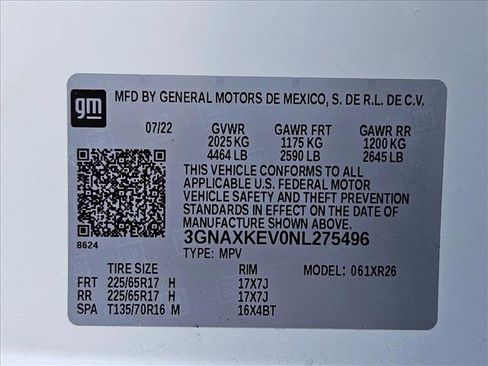 gm MFD BY GENERAL MOTORS DE MEXICO, S. DE R.L. DE C.V.
07/22 GVWR GAWR FRT GAWR RR
2025 KG 1175 KG 1200 KG
4464 LB 2590 LB 2645 LB
THIS VEHICLE CONFORMS TO ALL
APPLICABLE U.S. FEDERAL MOTOR
VEHICLE SAFETY AND THEFT PREVENTION
STANDARDS IN EFFECT ON THE DATE OF
MANUFACTURE SHOWN ABOVE.
3GNAXKEV0NL275496
8624 TYPE: MPV
TIRE SIZE RIM MODEL: 061XR26
FRT 225/65R17 H 17X7J
RR 225/65R17 H 17X7J
SPA T135/70R16 M 16X4BT